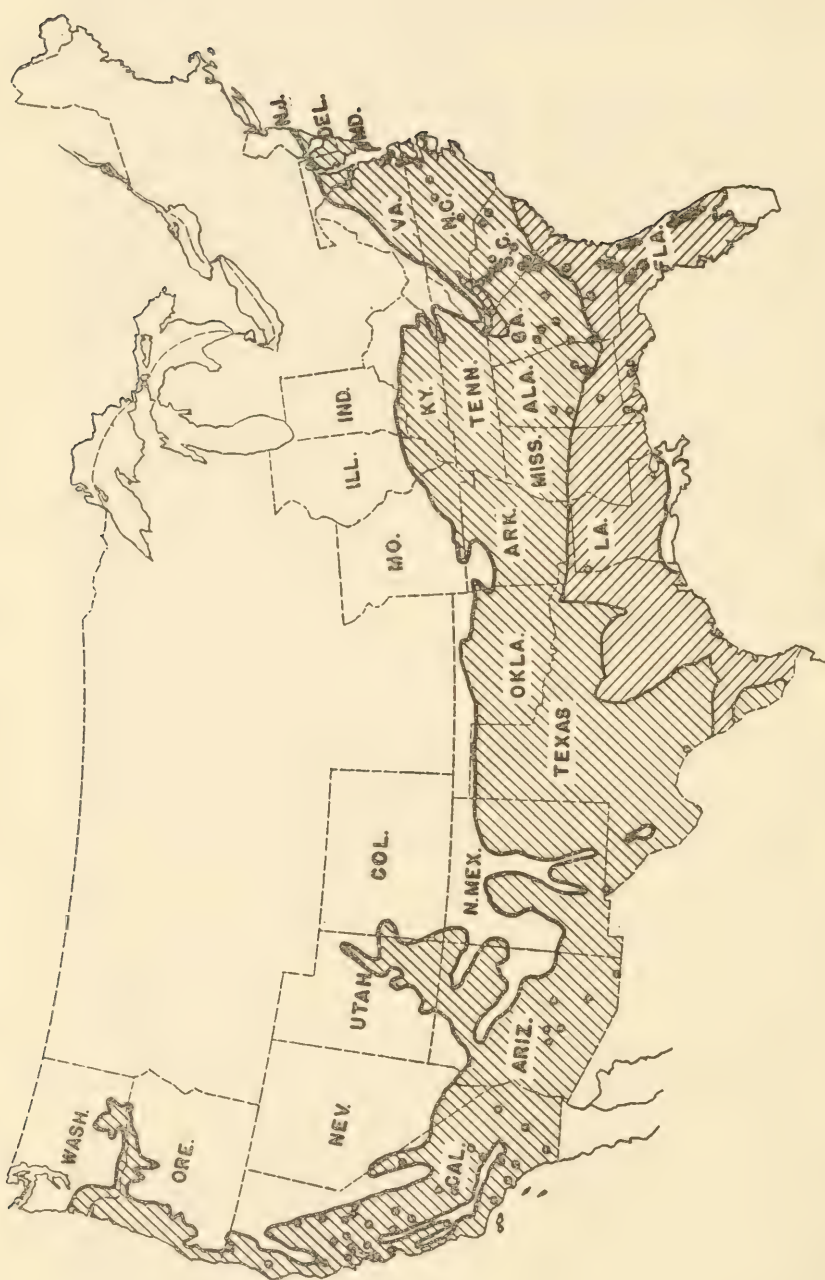 WASH.
ORE.
NEV.
CAL.
UTAH
ARIZ.
COL.
N.MEX.
TEXAS
OKLA.
MO.
ARK.
LA.
ILL.
IND.
KY.
TENN.
MISS.
ALA.
GA.
FLA.
S.C.
N.C.
VA.
MD.
DEL.
N.J.